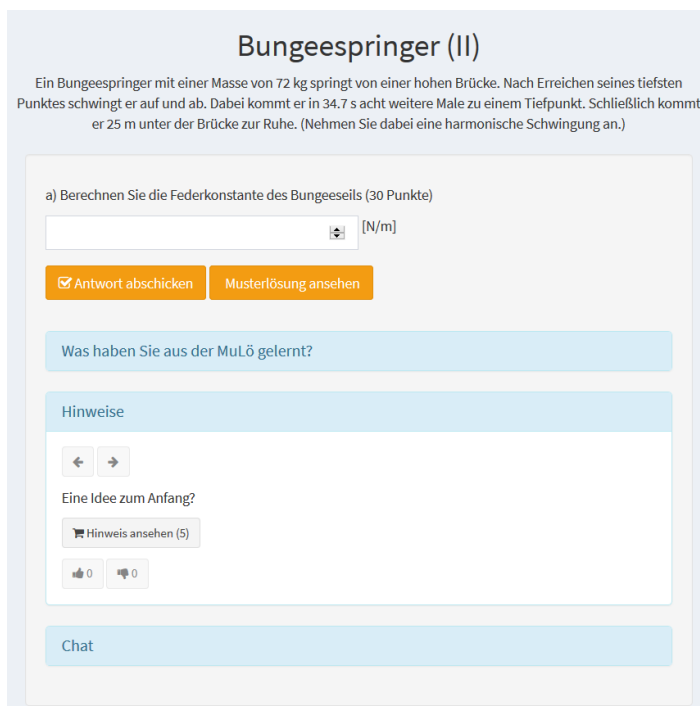 Bungeespringer (II)
Ein Bungeespringer mit einer Masse von 72 kg springt von einer hohen Brücke. Nach Erreichen seines tiefsten
Punktes schwingt er auf und ab. Dabei kommt er in 34.7 s acht weitere Male zu einem Tiefpunkt. Schließlich kommt
er 25 m unter der Brücke zur Ruhe. (Nehmen Sie dabei eine harmonische Schwingung an.)
a) Berechnen Sie die Federkonstante des Bungeeseils (30 Punkte)
[N/m]
Antwort abschicken Musterlösung ansehen
Was haben Sie aus der MuLö gelernt?
Hinweise
Eine Idee zum Anfang?
Hinweis ansehen (5)
0 0
Chat